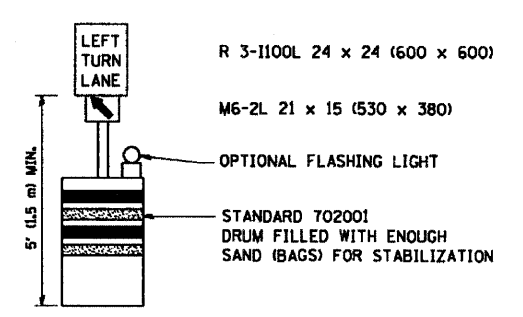 LEFT
TURN
LANE
R 3-I100L 24 x 24 (600 x 600)
M6-2L 21 x 15 (530 x 380)
OPTIONAL FLASHING LIGHT
5' (1.5 m) MIN.
STANDARD 702001
DRUM FILLED WITH ENOUGH
SAND (BAGS) FOR STABILIZATION